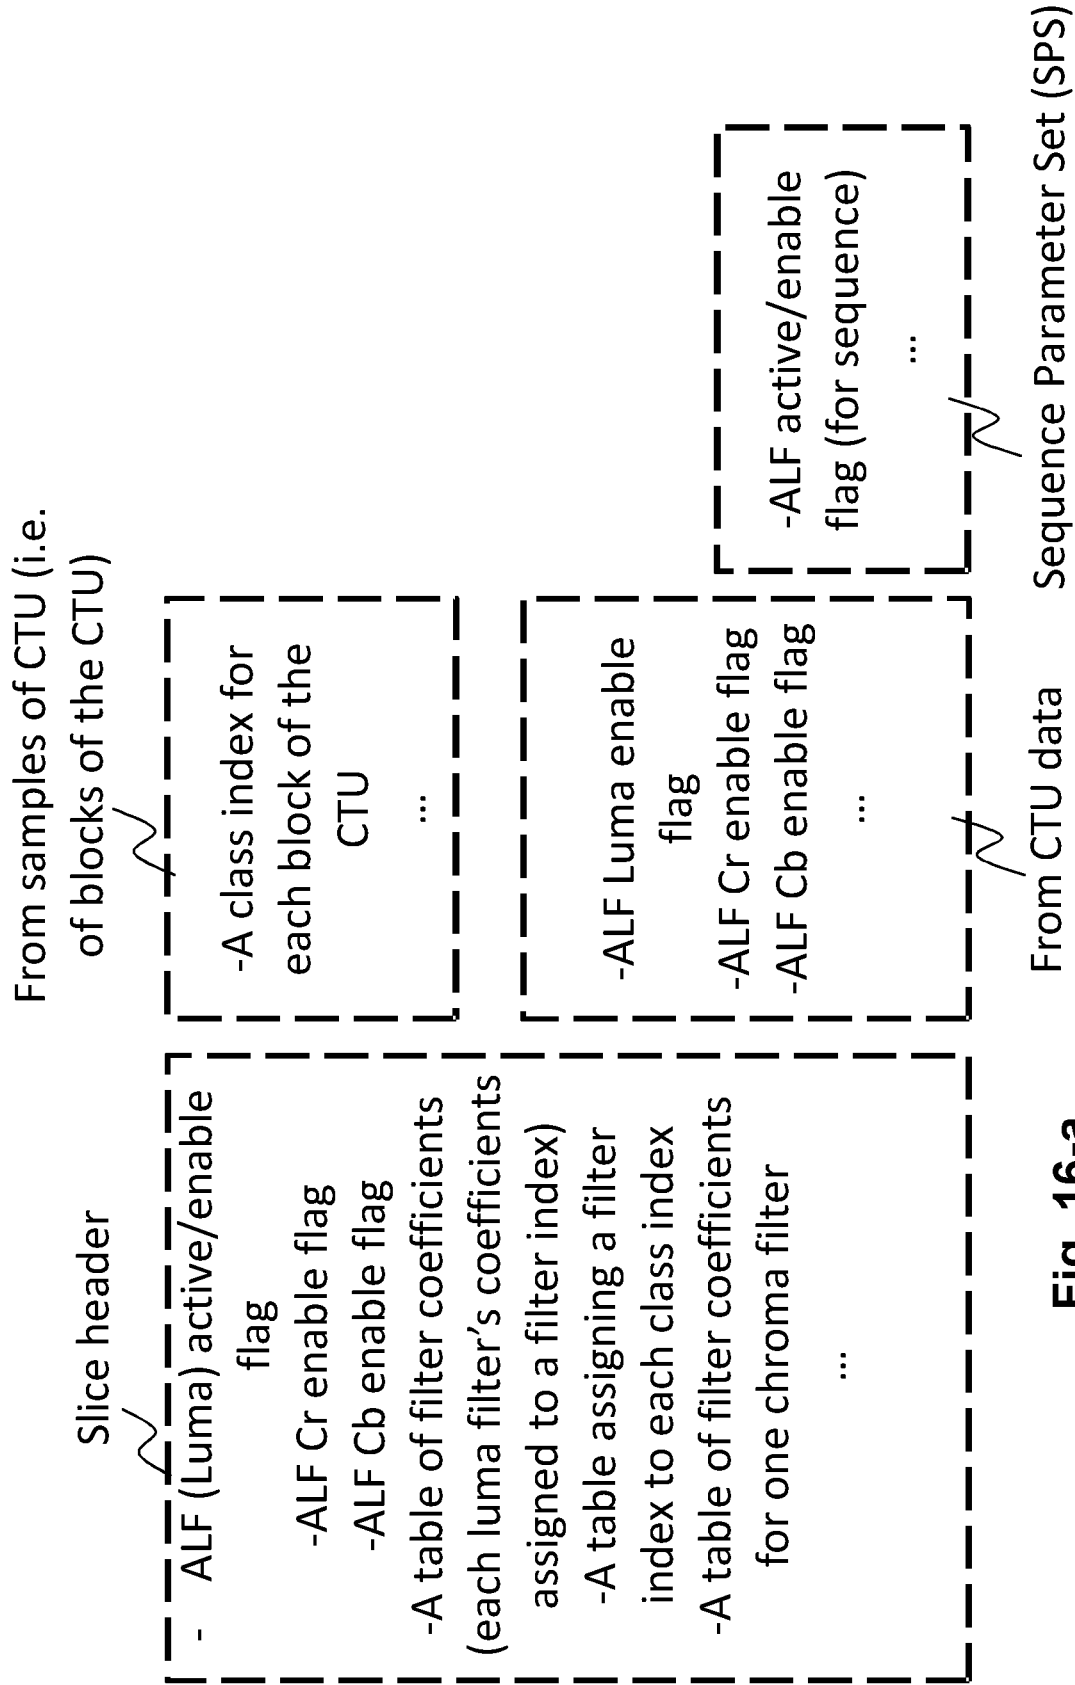 Slice header
- ALF (Luma) active/enable
flag
-ALF Cr enable flag
-ALF Cb enable flag
-A table of filter coefficients
(each luma filter’s coefficients
assigned to a filter index)
-A table assigning a filter
index to each class index
-A table of filter coefficients
for one chroma filter
...
From samples of CTU (i.e.
of blocks of the CTU)
-A class index for
each block of the
CTU
...
-ALF Luma enable
flag
-ALF Cr enable flag
-ALF Cb enable flag
...
From CTU data
-ALF active/enable
flag (for sequence)
...
Sequence Parameter Set (SPS)
Fig. 16-a